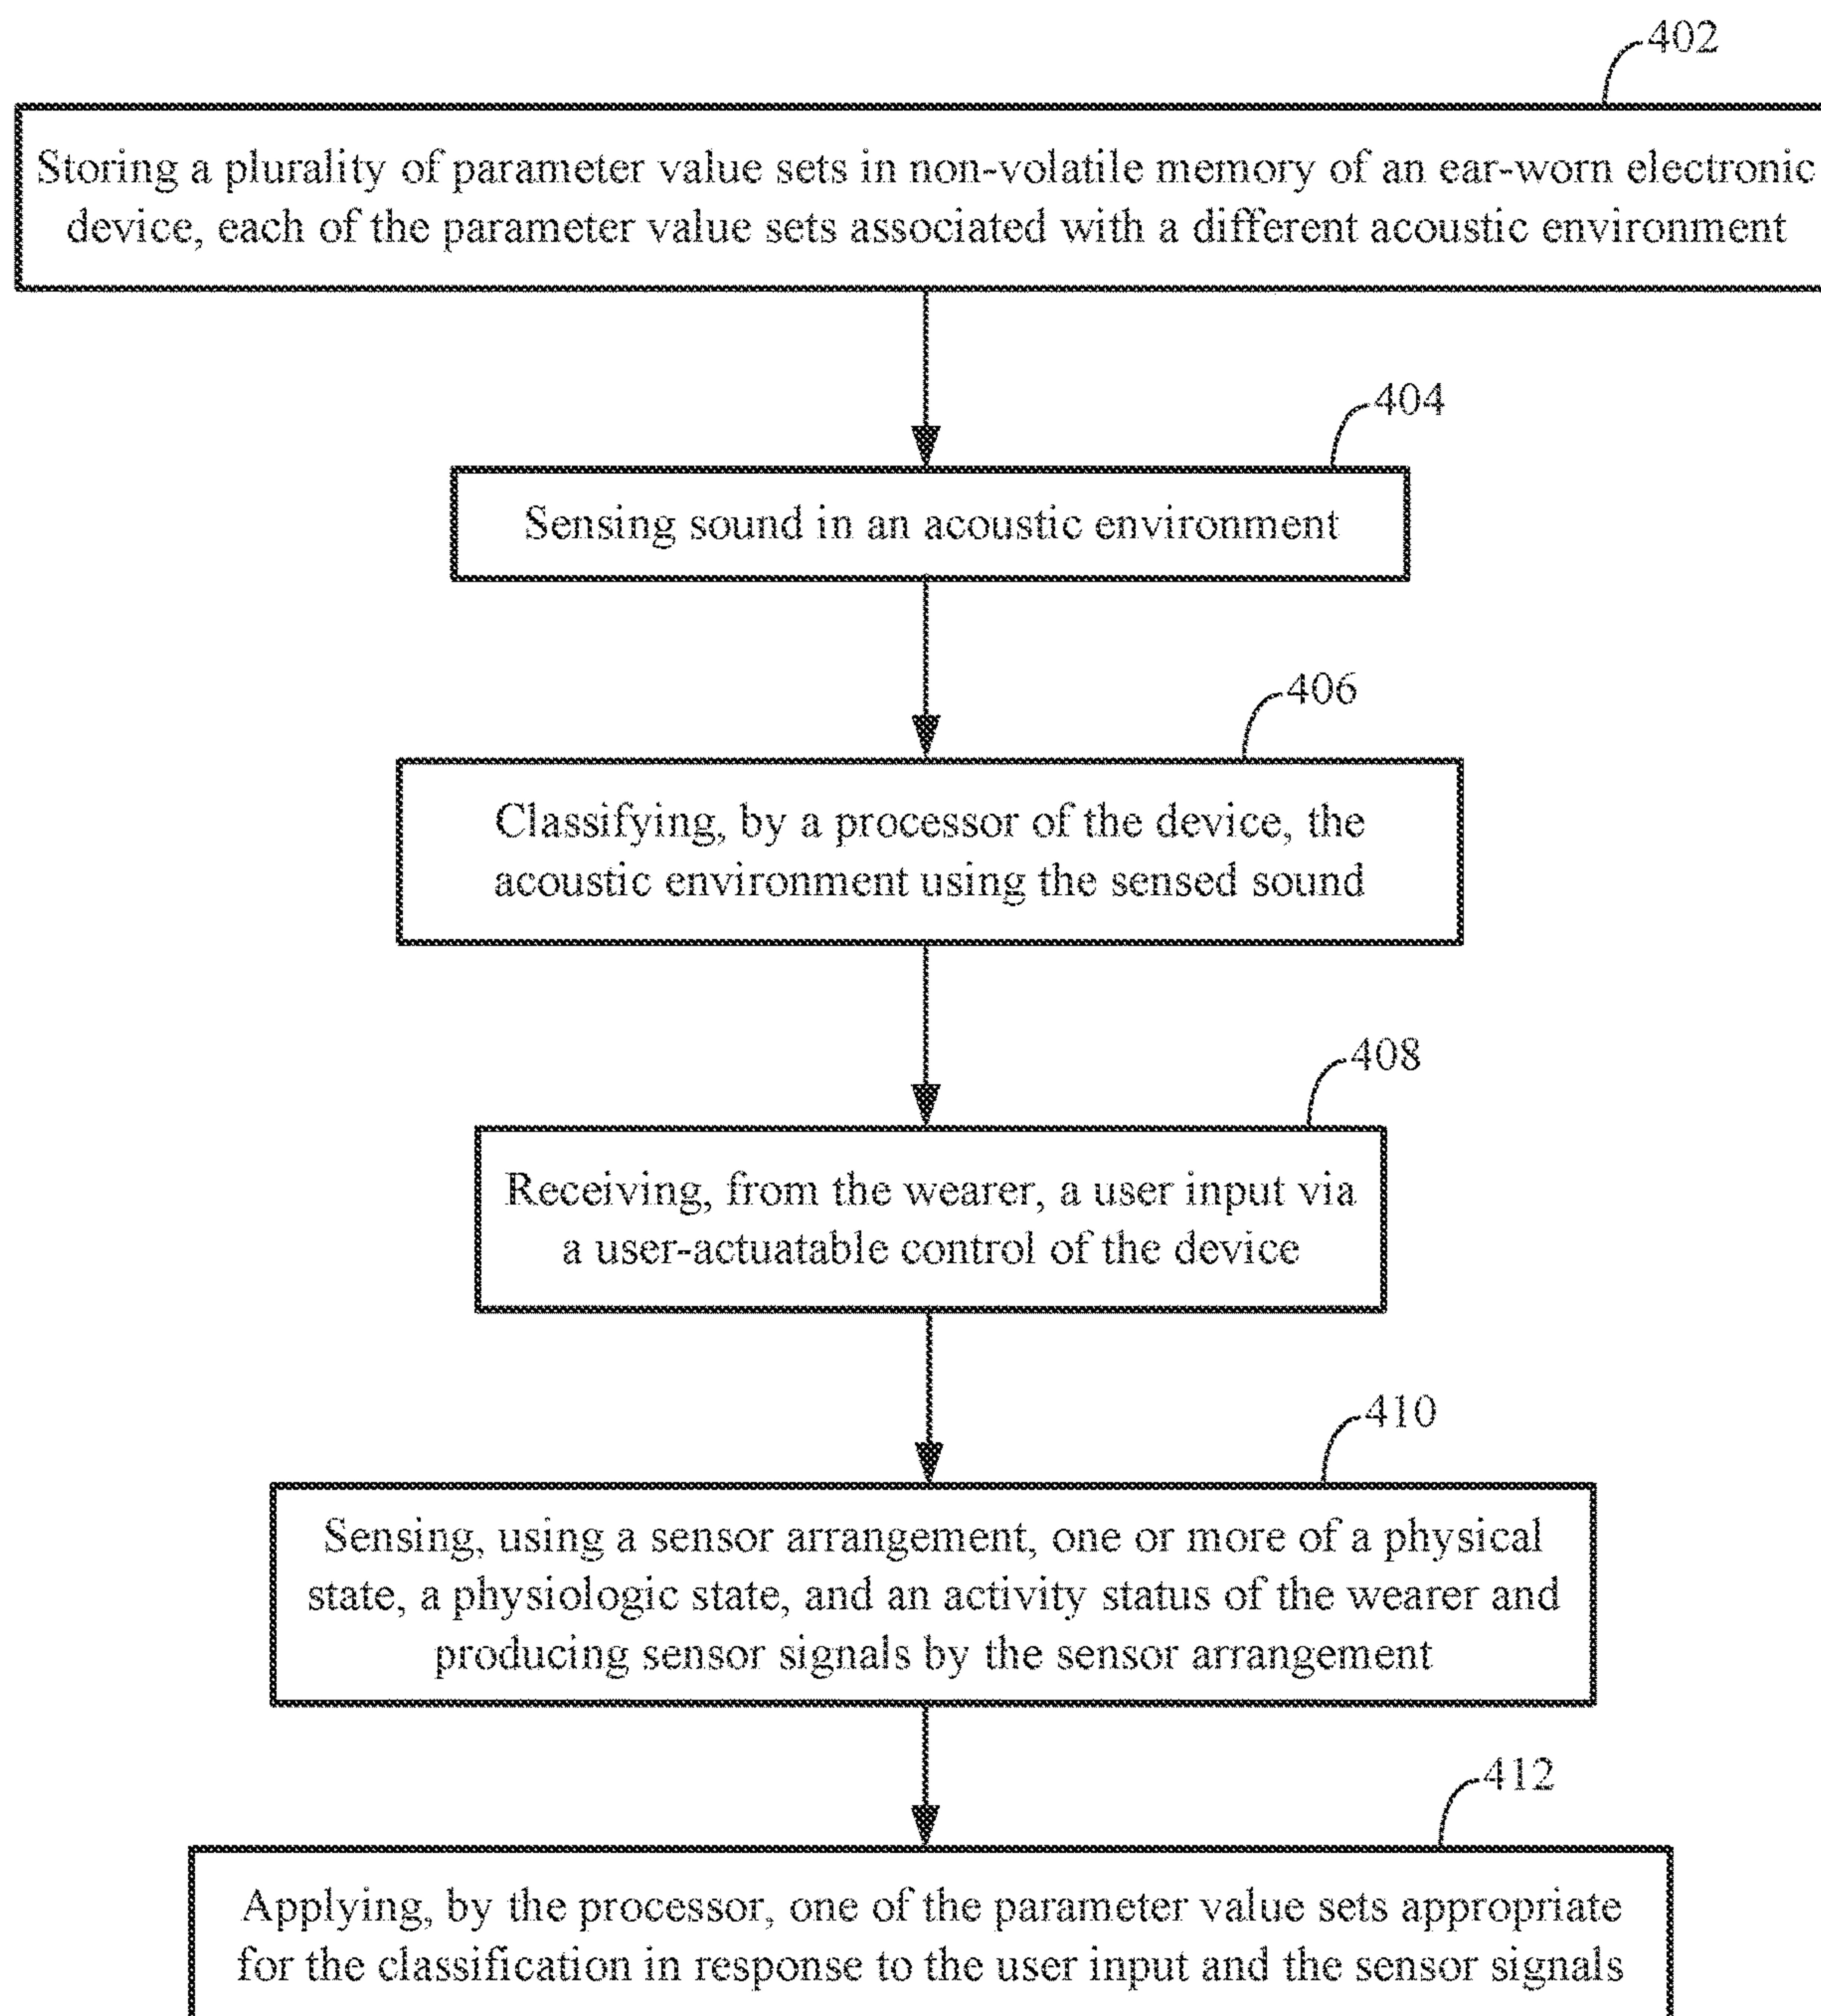 402
Storing a plurality of parameter value sets in non-volatile memory of an ear-worn electronic
device, each of the parameter value sets associated with a different acoustic environment
404
Sensing sound in an acoustic environment
406
Classifying, by a processor of the device, the
acoustic environment using the sensed sound
408
Receiving, from the wearer, a user input via
a user-actuatable control of the device
410
Sensing, using a sensor arrangement, one or more of a physical
state, a physiologic state, and an activity status of the wearer and
producing sensor signals by the sensor arrangement
412
Applying, by the processor, one of the parameter value sets appropriate
for the classification in response to the user input and the sensor signals